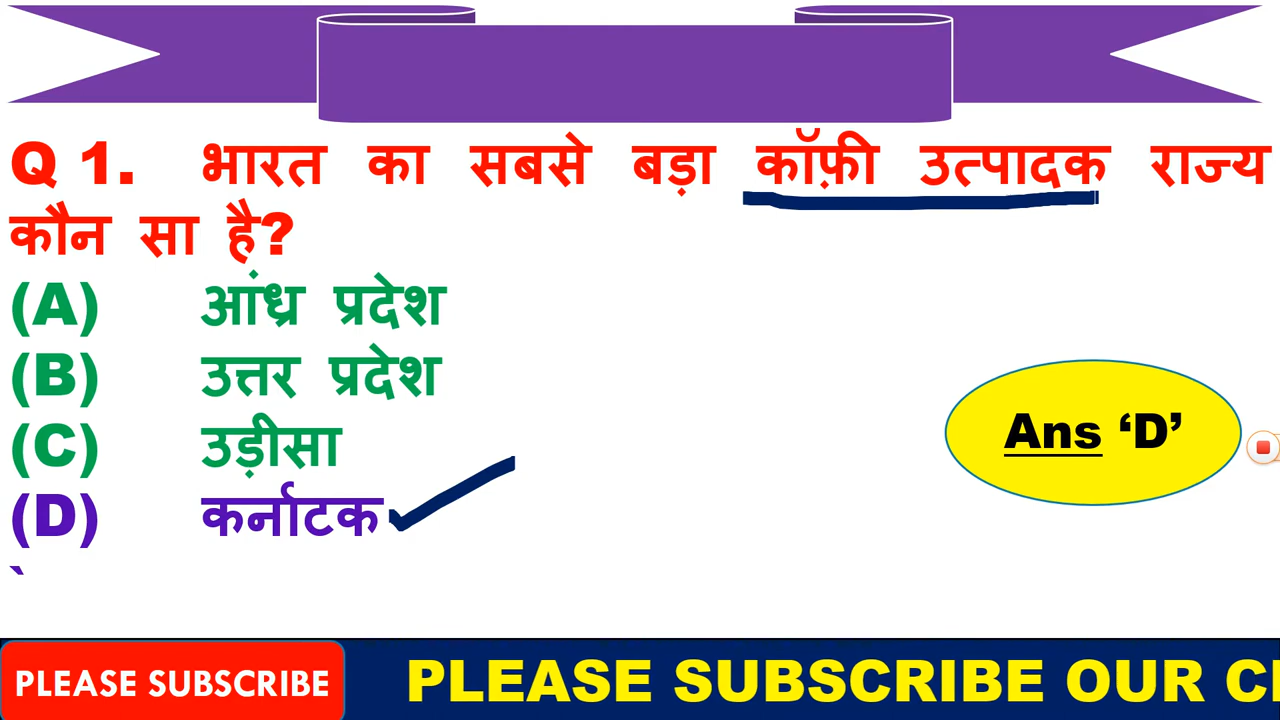 Q 1. भारत का सबसे बड़ा कॉफ़ी उत्पादक राज्य
कौन सा है?
(A) आंध्र प्रदेश
(B) उत्तर प्रदेश
(C) उड़ीसा
(D) कर्नाटक
Ans ‘D’
PLEASE SUBSCRIBE
PLEASE SUBSCRIBE OUR